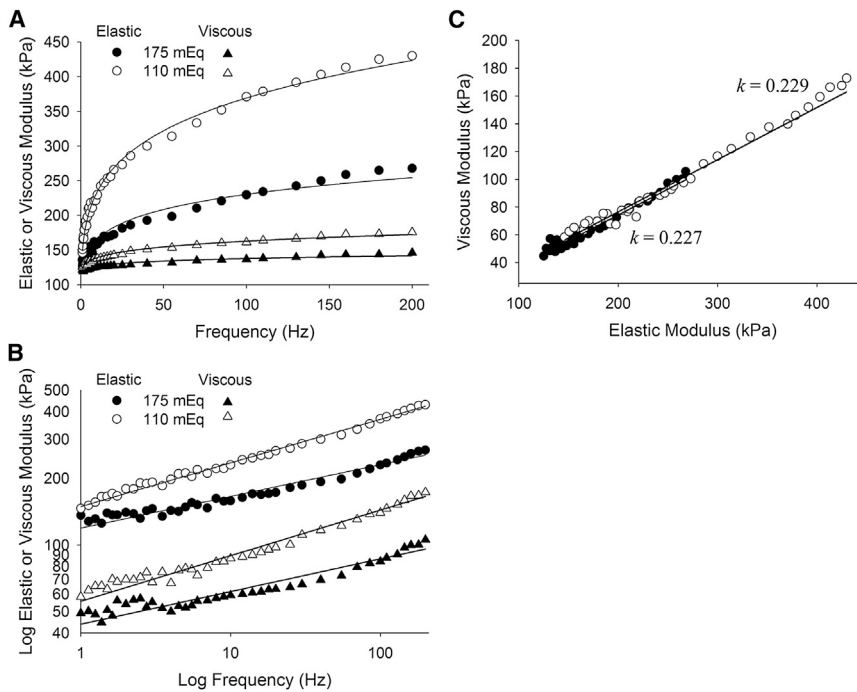 A
Elastic Viscous
175 mEq
110 mEq
Elastic or Viscous Modulus (kPa)
450
400
350
300
250
200
150
100
0 50 100 150 200
Frequency (Hz)
B
Elastic Viscous
175 mEq
110 mEq
Log Elastic or Viscous Modulus (kPa)
500
400
300
200
100
90
80
70
60
50
40
1 10 100
Log Frequency (Hz)
C
Viscous Modulus (kPa)
200
180
160
140
120
100
80
60
40
k = 0.229
k = 0.227
100 200 300 400
Elastic Modulus (kPa)